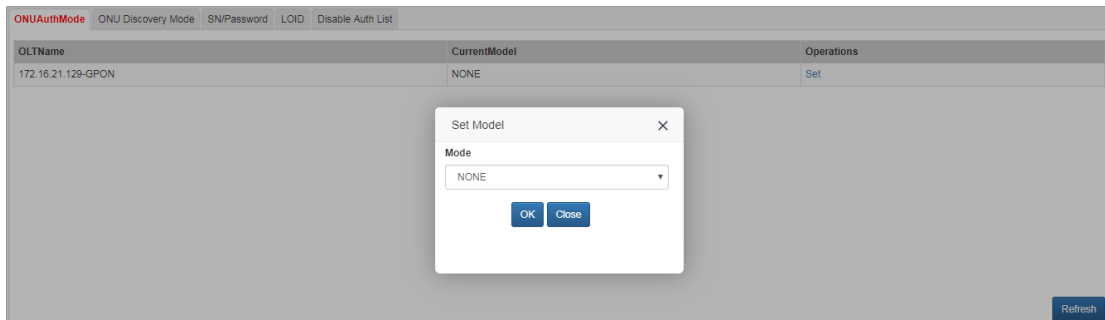 ONUAuthMode ONU Discovery Mode SN/Password LOID Disable Auth List
OLTName CurrentModel Operations
172.16.21.129-GPON NONE Set
Set Model
Mode
NONE
OK Close
Refresh